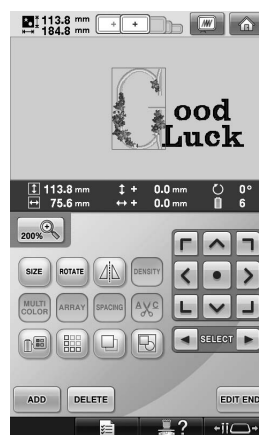 113.8 mm
184.8 mm
Good
Luck
113.8 mm + 0.0 mm 0°
75.6 mm + 0.0 mm 6
200%
SIZE ROTATE DENSITY
MULTI COLOR ARRAY SPACING A C
SELECT
ADD DELETE EDIT END
?